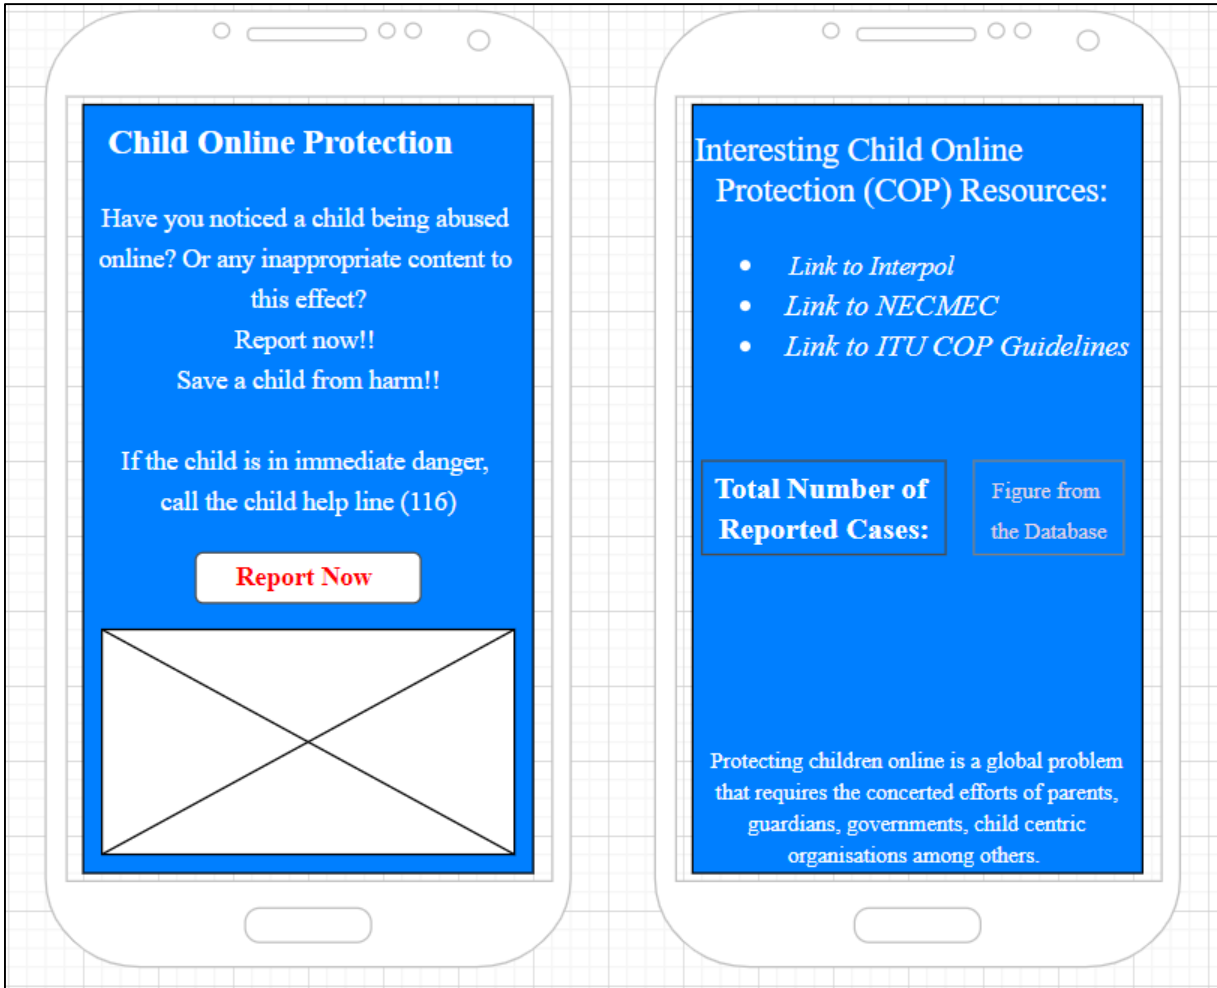 Child Online Protection
Have you noticed a child being abused
online? Or any inappropriate content to
this effect?
Report now!!
Save a child from harm!!
If the child is in immediate danger,
call the child help line (116)
Report Now
Interesting Child Online
Protection (COP) Resources:
• Link to Interpol
• Link to NECMEC
• Link to ITU COP Guidelines
Total Number of
Reported Cases:
Figure from
the Database
Protecting children online is a global problem
that requires the concerted efforts of parents,
guardians, governments, child centric
organisations among others.